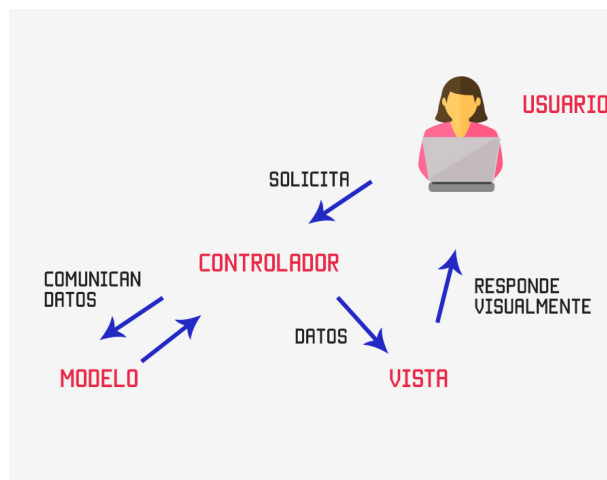 USUARIO
SOLICITA
CONTROLADOR
COMUNICAN
DATOS
RESPONDE
VISUALMENTE
DATOS
MODELO
VISTA